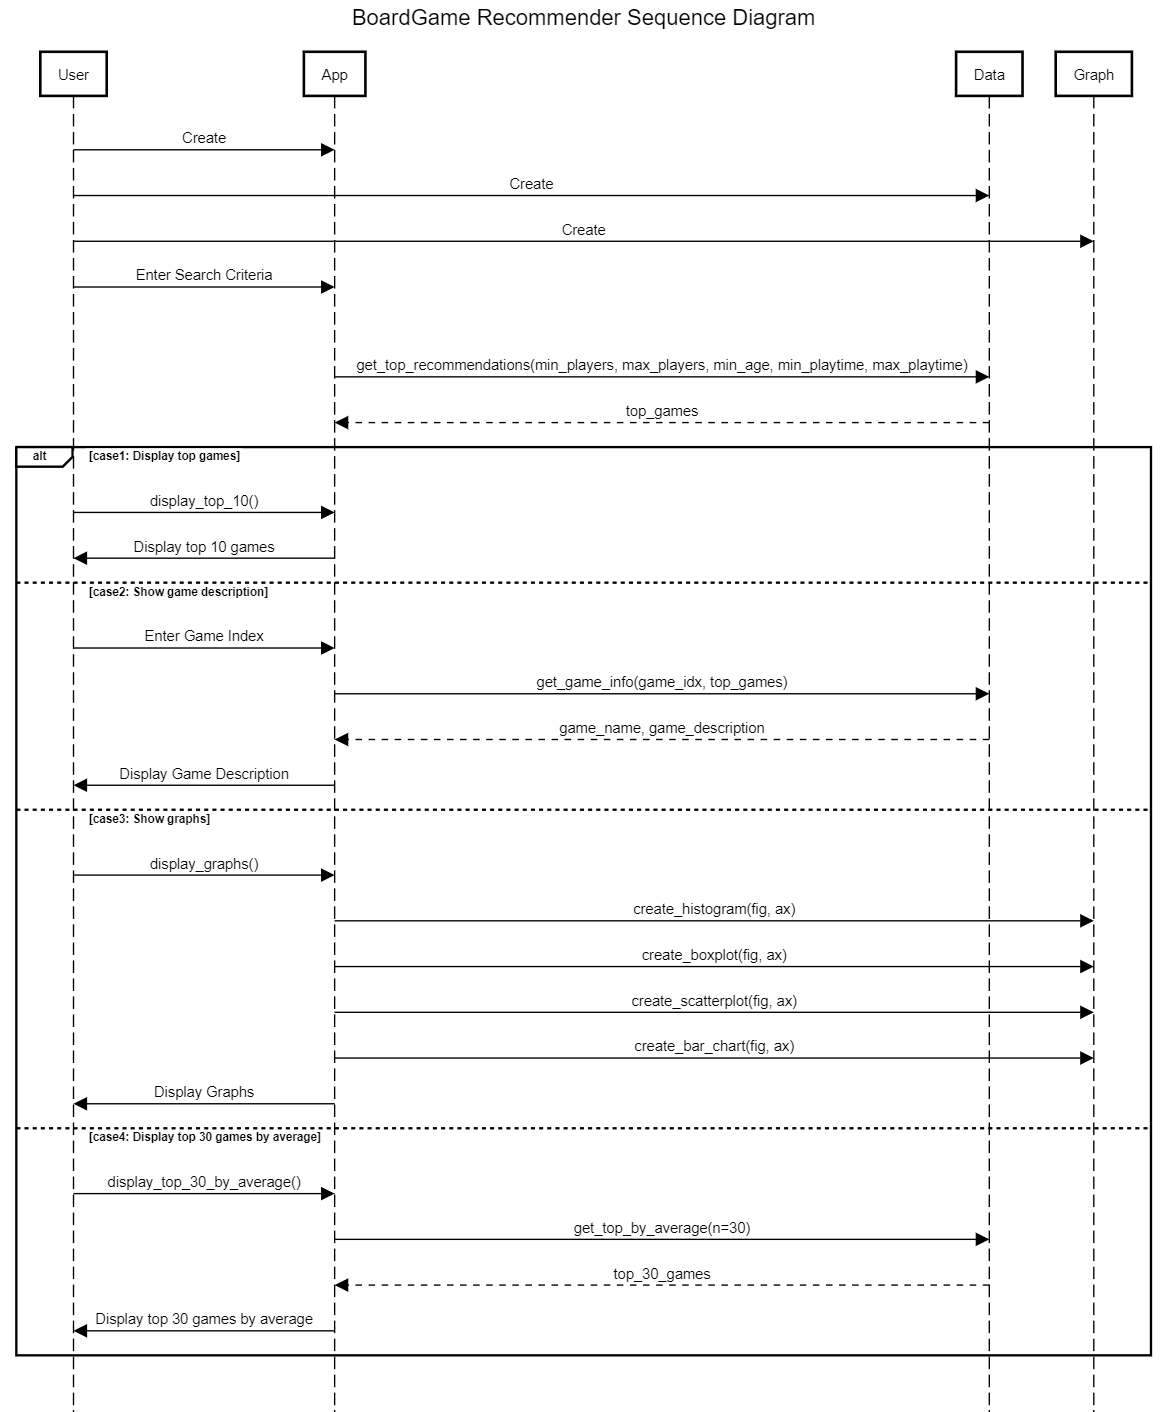 BoardGame Recommender Sequence Diagram
User
App
Data
Graph
Create
Create
Create
Enter Search Criteria
get_top_recommendations(min_players, max_players, min_age, min_playtime, max_playtime)
top_games
alt
[case1: Display top games]
display_top_10()
Display top 10 games
[case2: Show game description]
Enter Game Index
get_game_info(game_idx, top_games)
game_name, game_description
Display Game Description
[case3: Show graphs]
display_graphs()
create_histogram(fig, ax)
create_boxplot(fig, ax)
create_scatterplot(fig, ax)
create_bar_chart(fig, ax)
Display Graphs
[case4: Display top 30 games by average]
display_top_30_by_average()
get_top_by_average(n=30)
top_30_games
Display top 30 games by average